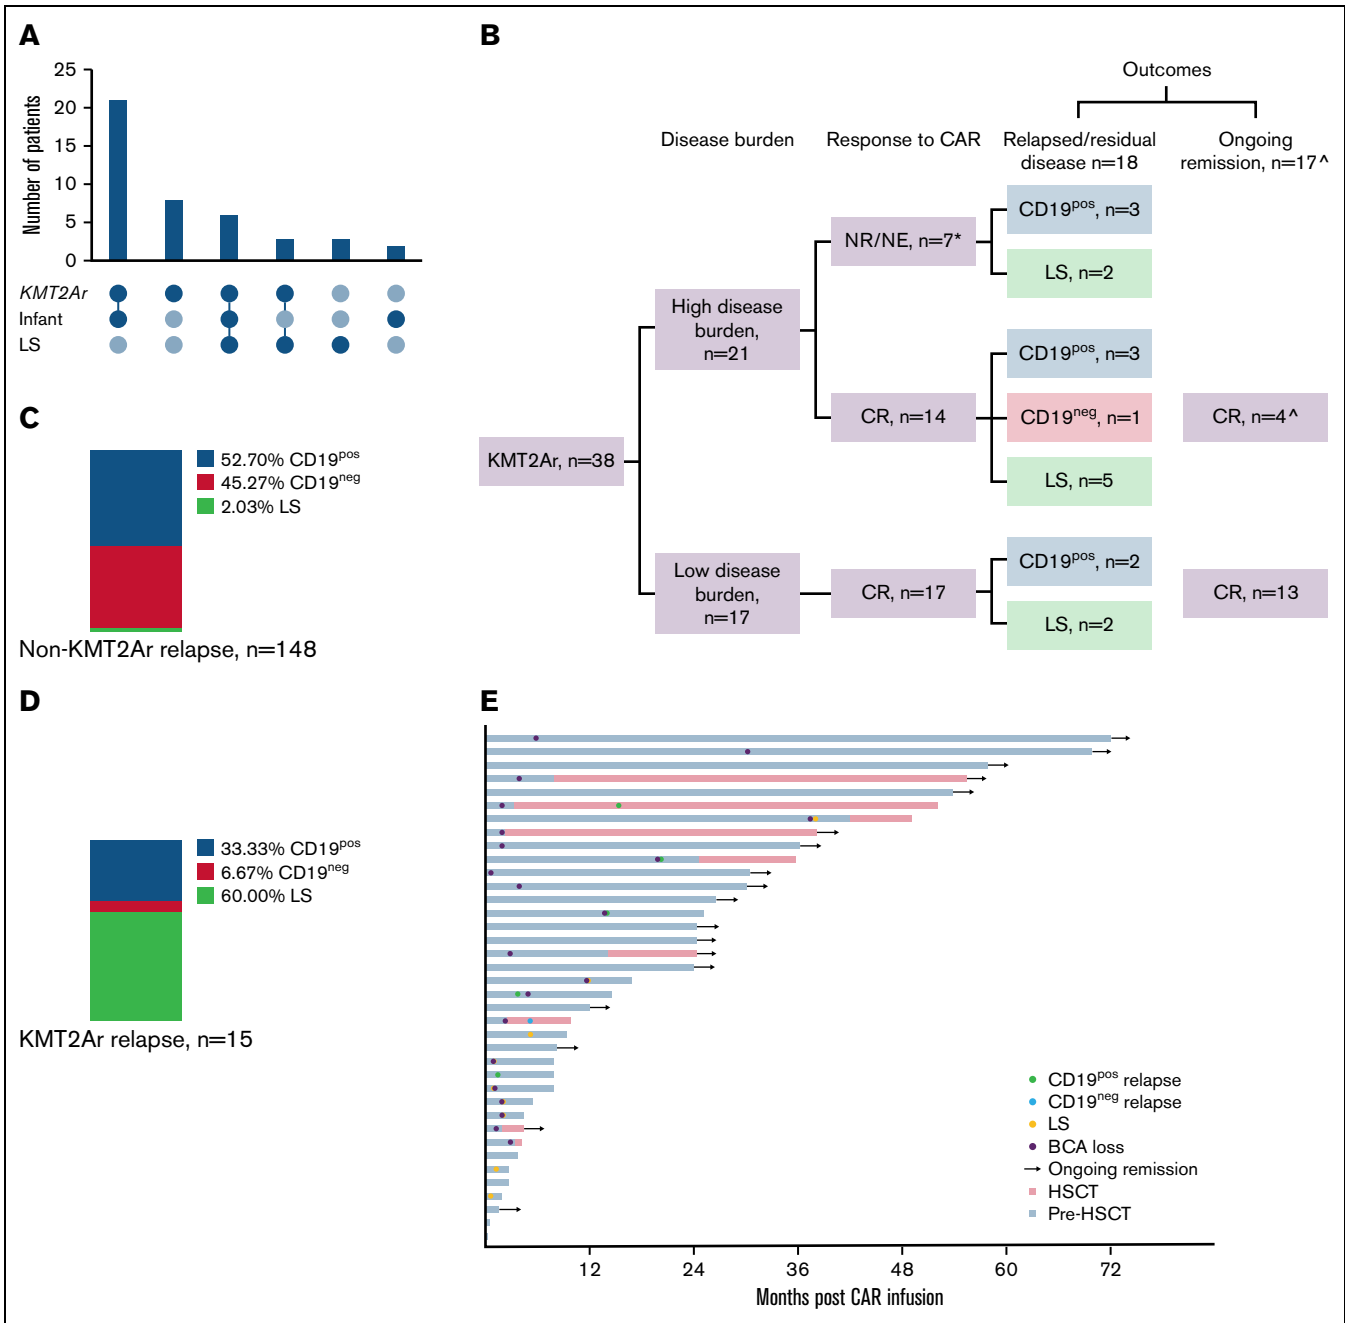 A
25
20
15
10
5
0
Number of patients
KMT2Ar
Infant
LS
B
Outcomes
Disease burden
Response to CAR
Relapsed/residual
disease n=18
Ongoing
remission, n=17^
KMT2Ar, n=38
High disease
burden,
n=21
Low disease
burden,
n=17
NR/NE, n=7*
CR, n=14
CR, n=17
CD19pos, n=3
LS, n=2
CD19pos, n=3
CD19neg, n=1
LS, n=5
CD19pos, n=2
LS, n=2
CR, n=4^
CR, n=13
C
52.70% CD19pos
45.27% CD19neg
2.03% LS
Non-KMT2Ar relapse, n=148
D
33.33% CD19pos
6.67% CD19neg
60.00% LS
KMT2Ar relapse, n=15
E
CD19pos relapse
CD19neg relapse
LS
BCA loss
Ongoing remission
HSCT
Pre-HSCT
12
24
36
48
60
72
Months post CAR infusion